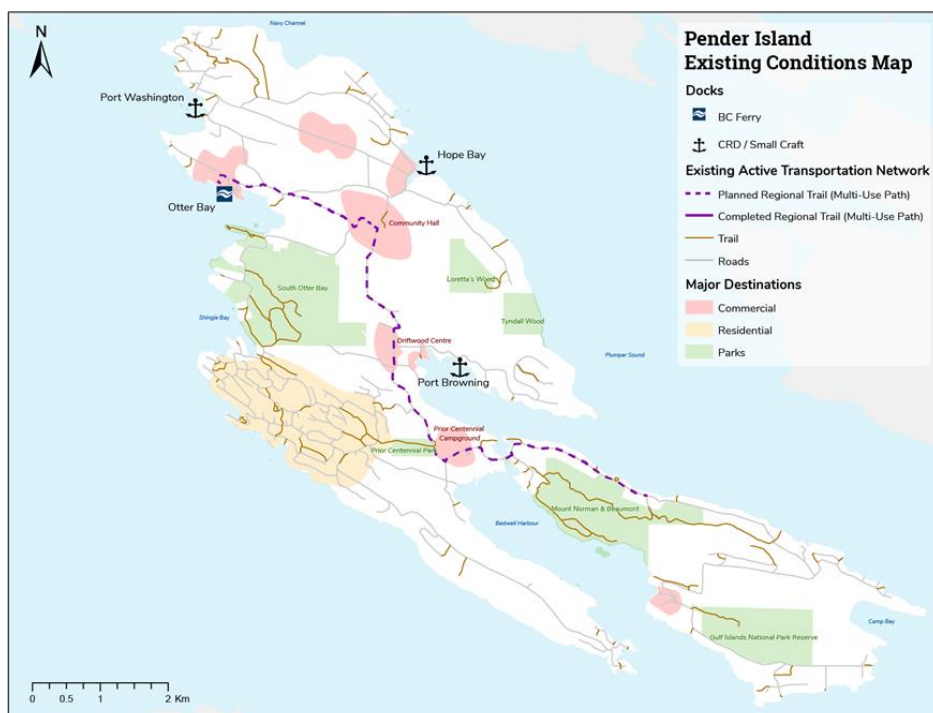 Pender Island
Existing Conditions Map
Docks
BC Ferry
CRD / Small Craft
Existing Active Transportation Network
Planned Regional Trail (Multi-Use Path)
Completed Regional Trail (Multi-Use Path)
Trail
Roads
Major Destinations
Commercial
Residential
Parks
N
Navy Channel
Port Washington
Hope Bay
Otter Bay
Community Hall
Loretta's Wood
South Otter Bay
Shingle Bay
Tyndall Wood
Driftwood Centre
Plumper Sound
Port Browning
Prior Centennial
Campground
Prior Centennial Park
Mount Norman & Beaumont
Bedwell Harbour
Camp Bay
Gulf Islands National Park Reserve
0 0.5 1 2 Km